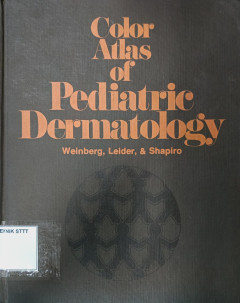 Color
Atlas
of
Pediatric
Dermatology
Weinberg, Leider, & Shapiro